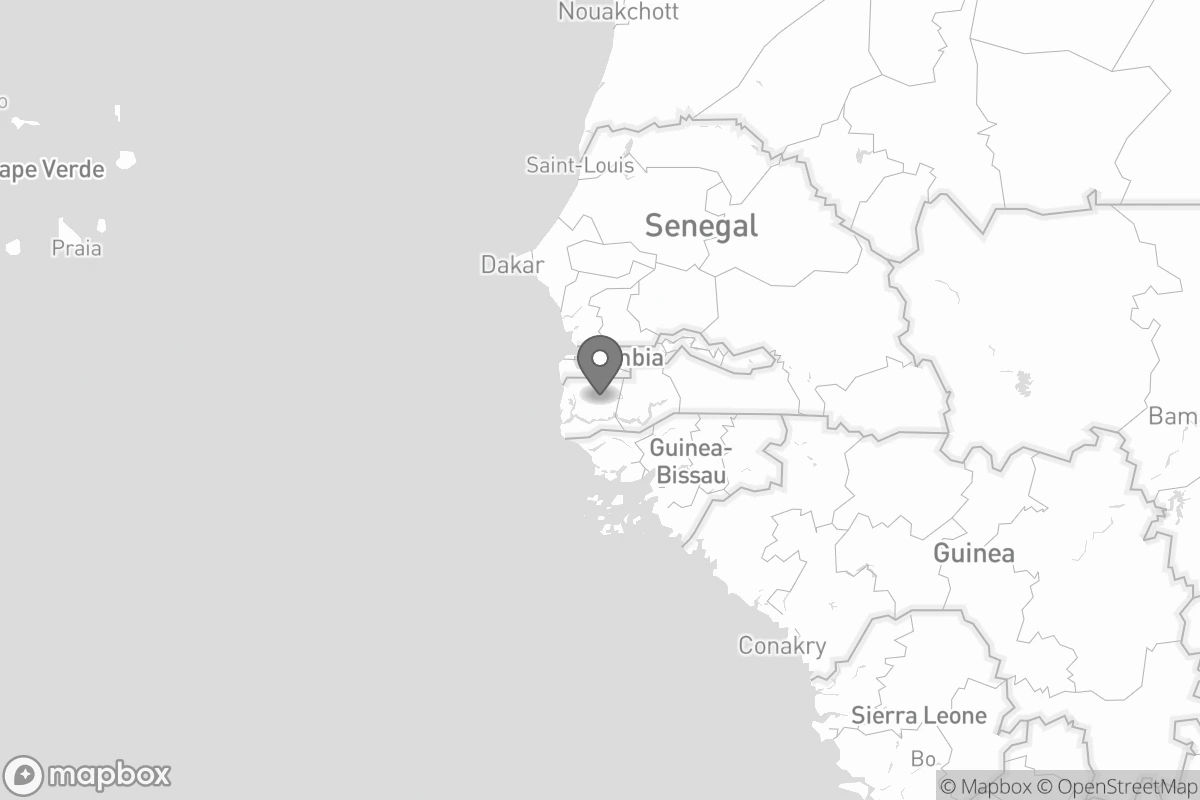 Nouakchott
o
ape Verde
Saint-Louis
Senegal
Praia
Dakar
mbia
Bam
Guinea-
Bissau
Guinea
Conakry
Sierra Leone
Bo
mapbox
© Mapbox © OpenStreetMap